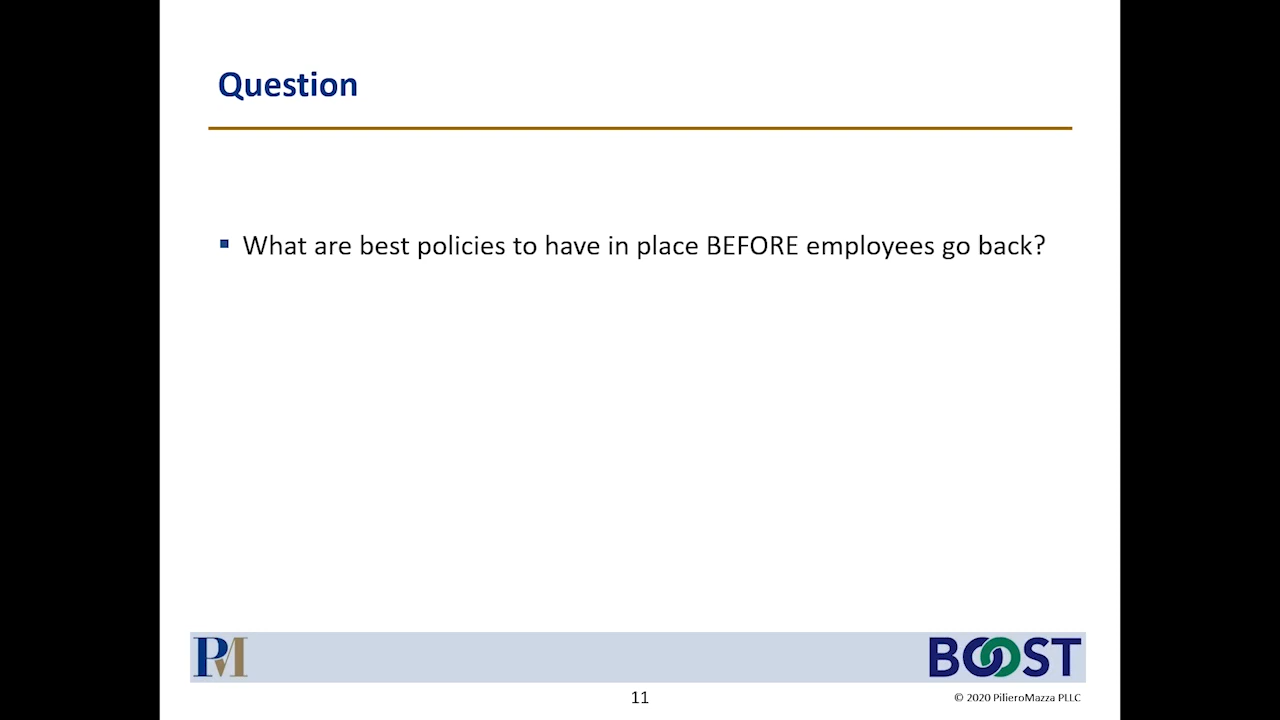 Question
▪ What are best policies to have in place BEFORE employees go back?
PM
BOOST
11
© 2020 PilieroMazza PLLC